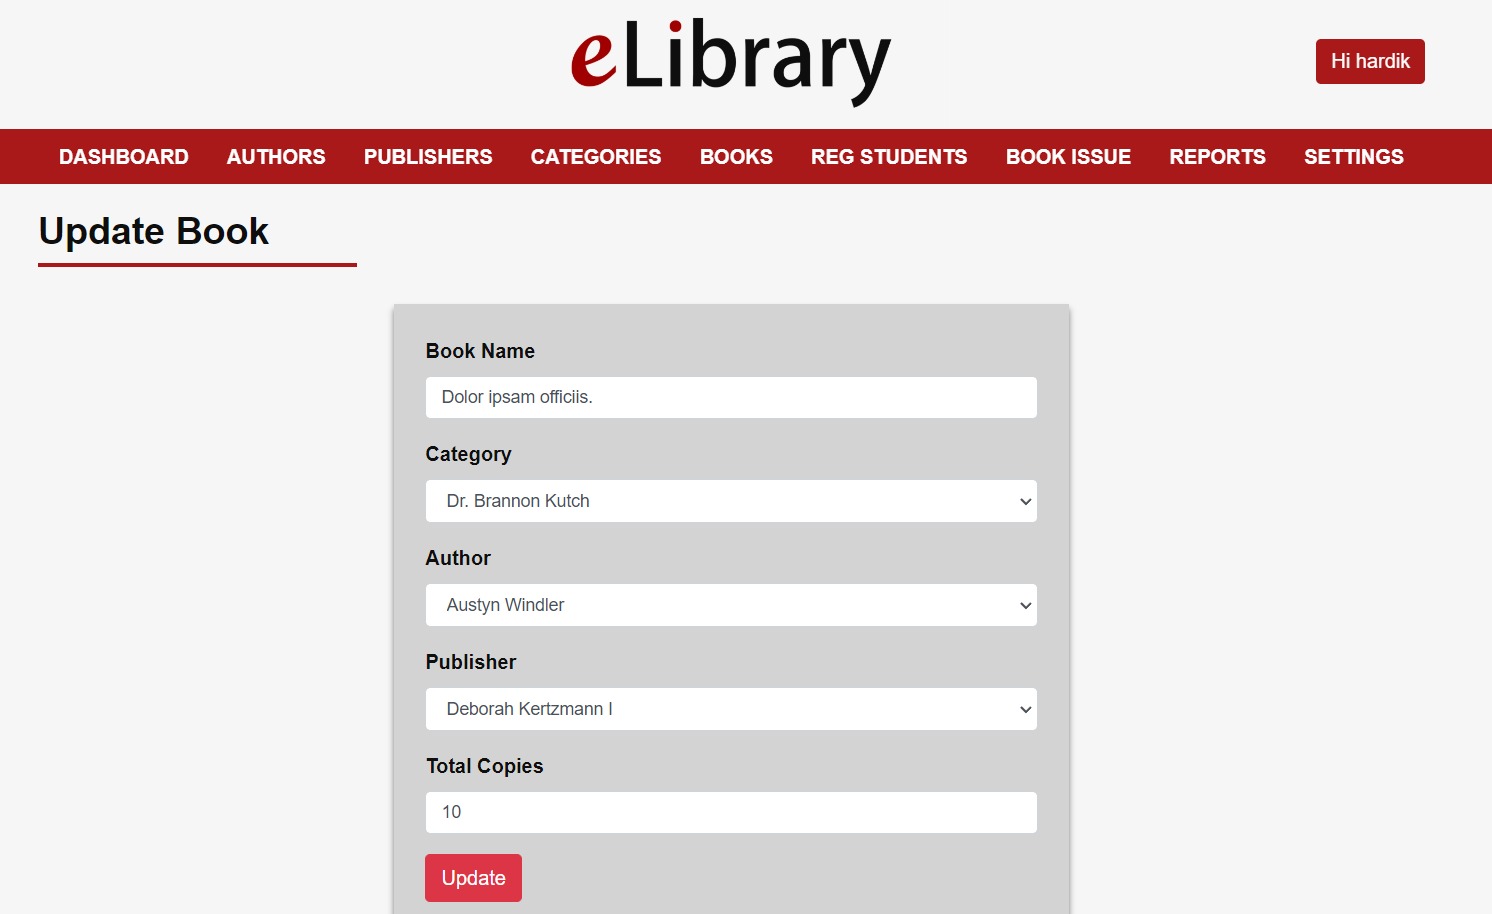 eLibrary
Hi hardik
DASHBOARD AUTHORS PUBLISHERS CATEGORIES BOOKS REG STUDENTS BOOK ISSUE REPORTS SETTINGS
Update Book
Book Name
Dolor ipsam officiis.
Category
Dr. Brannon Kutch
Author
Austyn Windler
Publisher
Deborah Kertzmann I
Total Copies
10
Update